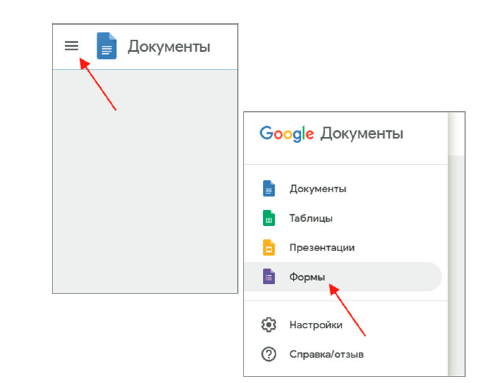 Документы
Google Документы
Документы
Таблицы
Презентации
Формы
Настройки
Справка/отзыв